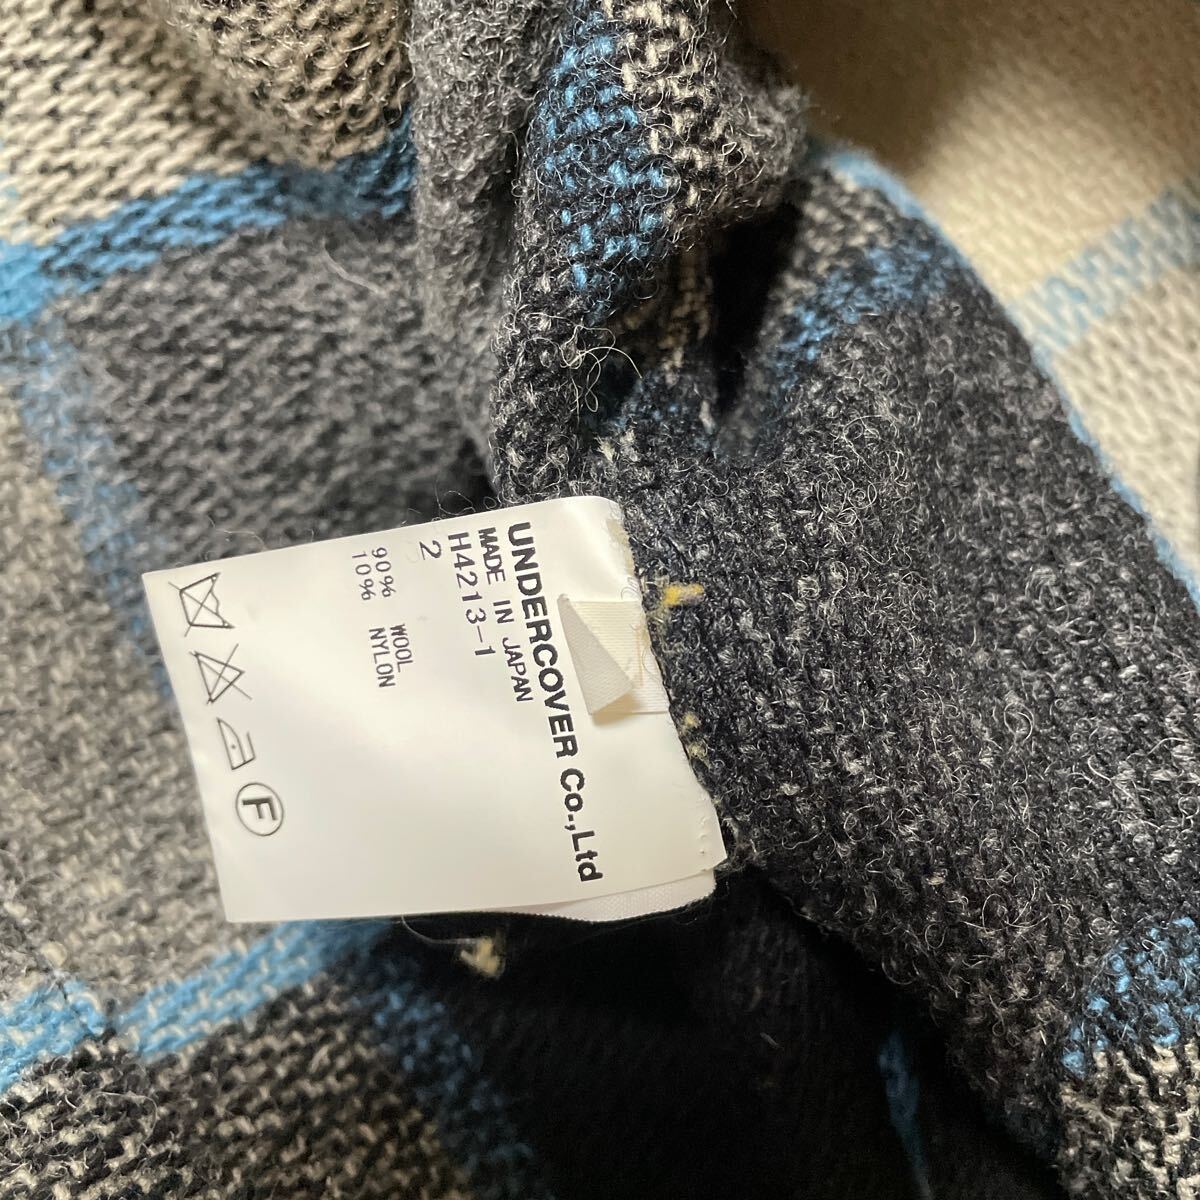 UNDERCOVER Co.,Ltd
MADE IN JAPAN
H4213-1
2
90% WOOL
10% NYLON
F